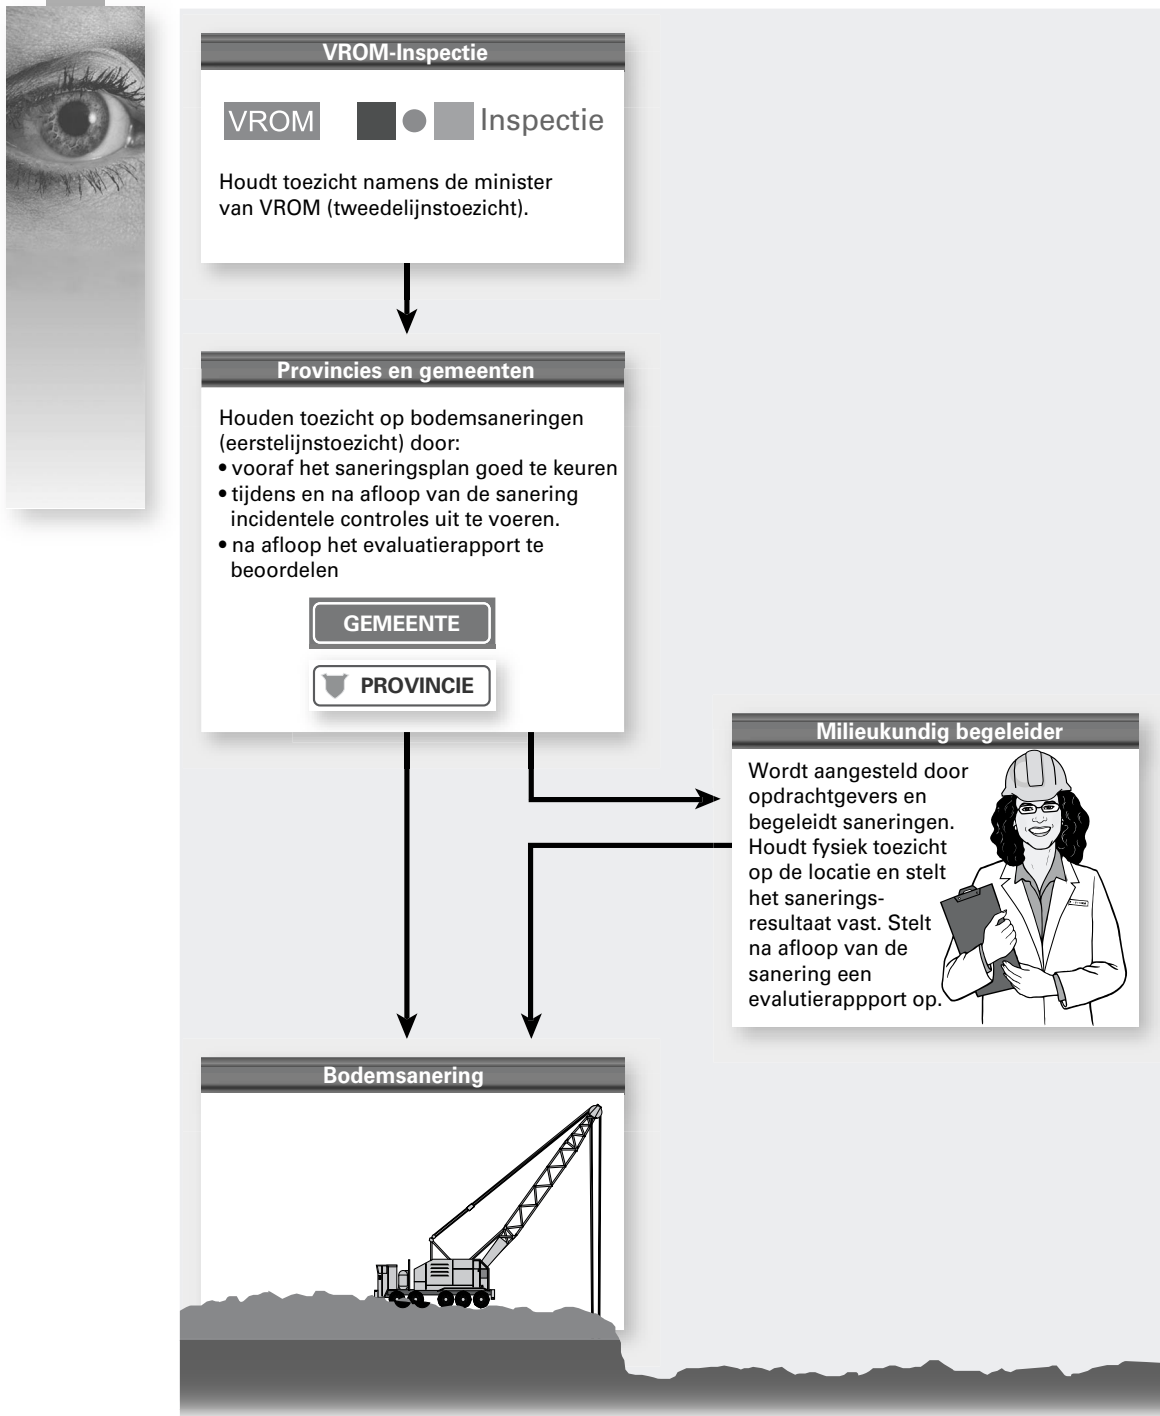 VROM-Inspectie
VROM Inspectie
Houdt toezicht namens de minister
van VROM (tweedelijnstoezicht).
Provincies en gemeenten
Houden toezicht op bodemsaneringen
(eerstelijnstoezicht) door:
• vooraf het saneringsplan goed te keuren
• tijdens en na afloop van de sanering
incidentele controles uit te voeren.
• na afloop het evaluatierapport te
beoordelen
GEMEENTE
PROVINCIE
Milieukundig begeleider
Wordt aangesteld door
opdrachtgevers en
begeleidt saneringen.
Houdt fysiek toezicht
op de locatie en stelt
het sanerings-
resultaat vast. Stelt
na afloop van de
sanering een
evalutierappport op.
Bodemsanering